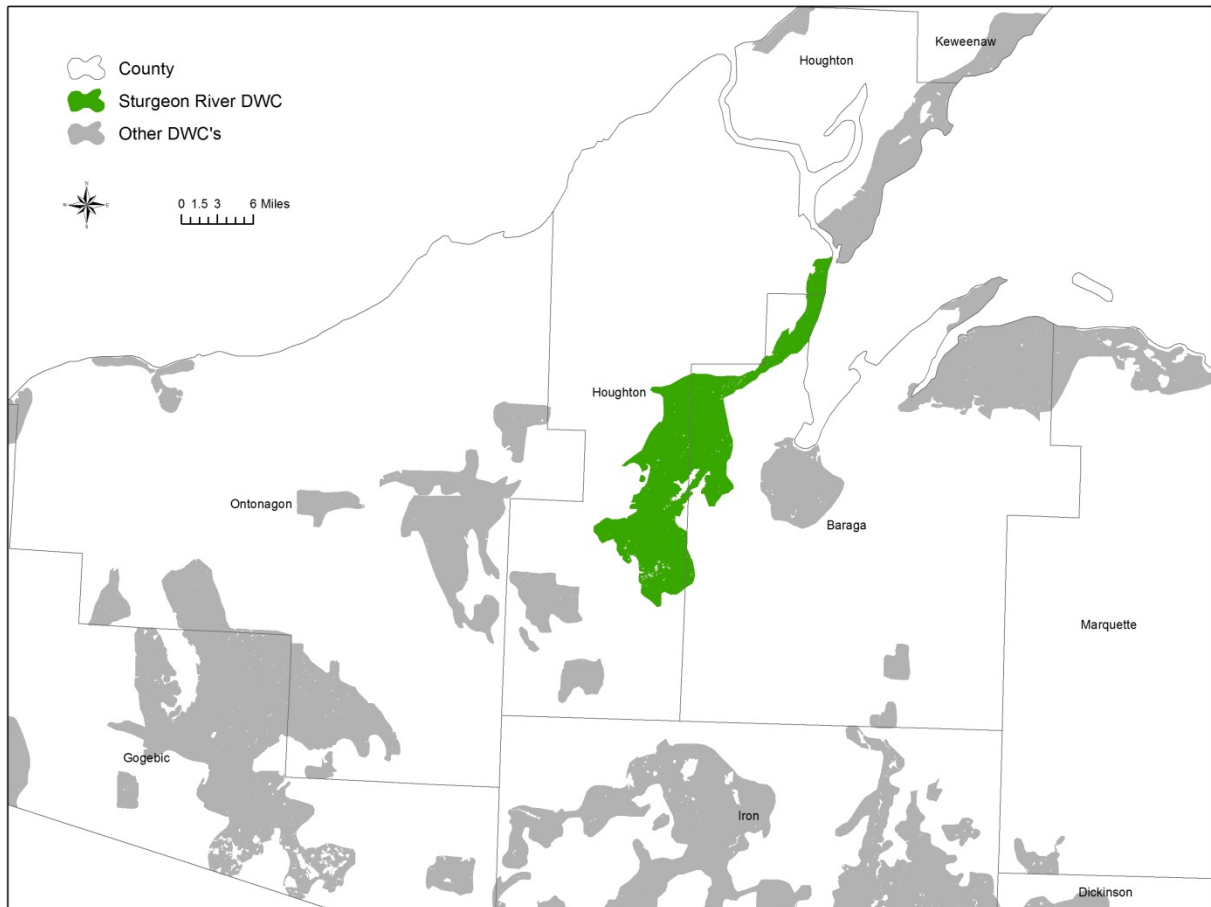 Keweenaw
Houghton
County
Sturgeon River DWC
Other DWC's
N
W E
S
0 1.5 3 6 Miles
Houghton
Ontonagon
Baraga
Marquette
Gogebic
Iron
Dickinson